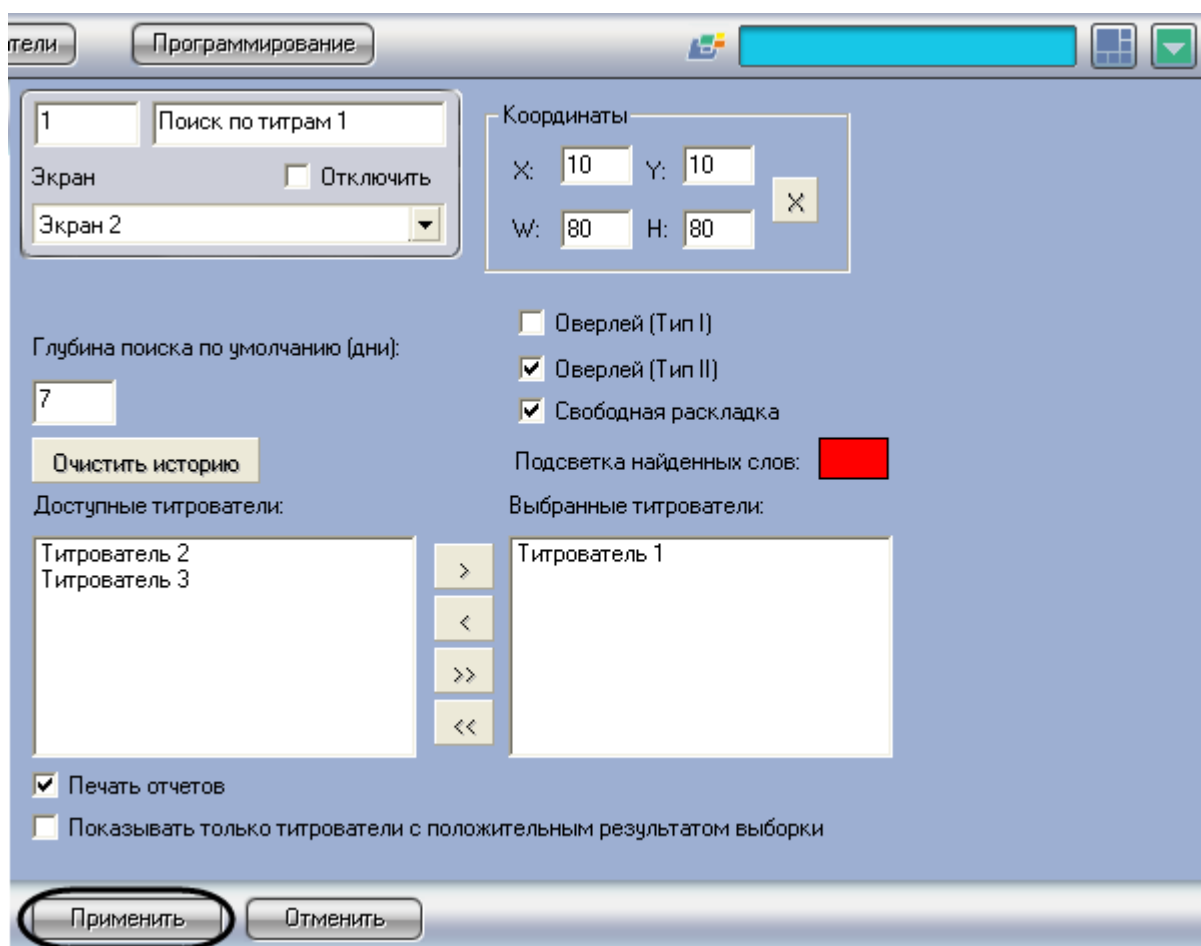 атели Программирование
1 Поиск по титрам 1
Экран Отключить
Экран 2
Координаты
X: 10 Y: 10
X
W: 80 H: 80
Оверлей (Тип I)
Глубина поиска по умолчанию (дни):
Оверлей (Тип II)
7
Свободная раскладка
Очистить историю
Подсветка найденных слов:
Доступные титрователи:
Выбранные титрователи:
Титрователь 2
Титрователь 3
Титрователь 1
>
<
>>
<<
Печать отчетов
Показывать только титрователи с положительным результатом выборки
Применить Отменить